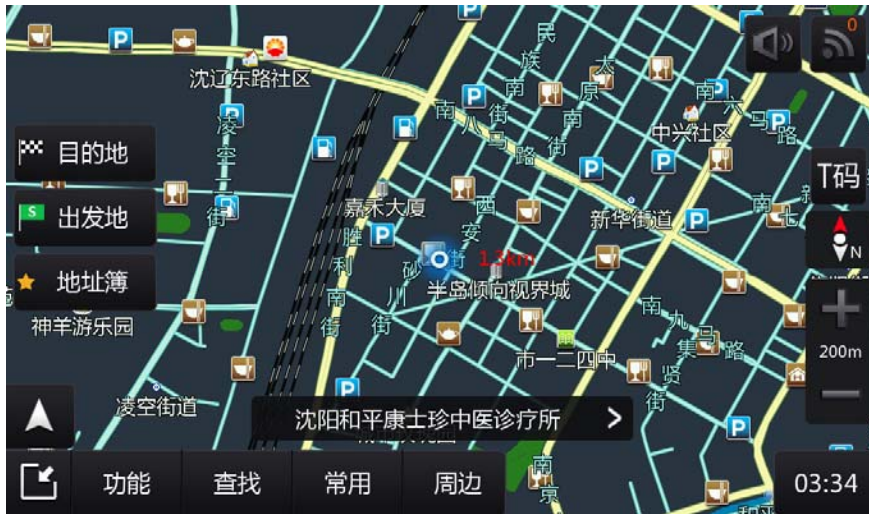 P
民族南街
太原南街
0
P
沈辽东路社区
南八马路
P
南六马路
P
P
凌空二街
中兴社区
P
P
P
目的地
T码
嘉禾大厦
西安街
新华街道
P
南七
S
出发地
胜利南街
P
N
1.3km
砂川街
半岛倾向视界城
地址簿
神羊游乐园
南九马路
集贤街
市一二四中
200m
P
凌空街道
沈阳和平康士珍中医诊疗所
P
功能
查找
常用
周边
南京
03:34
和平